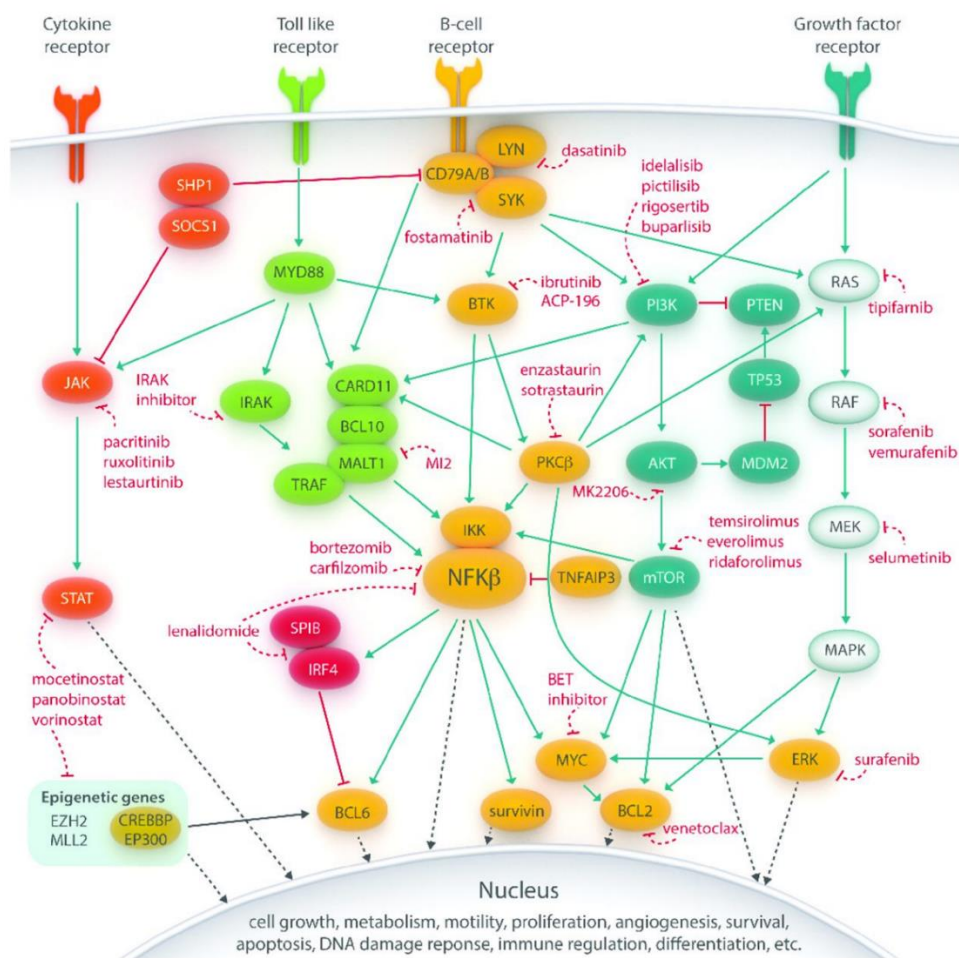 Cytokine
receptor
Toll like
receptor
B-cell
receptor
Growth factor
receptor
LYN
dasatinib
CD79A/B
SHP1
SYK
idelalisib
pictilisib
rigosertib
buparlisib
SOCS1
fostamatinib
MYD88
BTK
ibrutinib
ACP-196
PI3K
PTEN
RAS
tipifarnib
JAK
IRAK
inhibitor
IRAK
CARD11
enzastaurin
sotrastaurin
TP53
RAF
BCL10
pacritinib
ruxolitinib
lestaurtinib
sorafenib
vemurafenib
MALT1
MI2
PKCβ
AKT
MDM2
TRAF
MK2206
IKK
temsirolimus
everolimus
ridaforolimus
MEK
selumetinib
bortezomib
carfilzomib
NFKβ
TNFAIP3
mTOR
STAT
lenalidomide
SPIB
IRF4
MAPK
mocetinostat
panobinostat
vorinostat
BET
inhibitor
MYC
ERK
surafenib
Epigenetic genes
EZH2
MLL2
CREBBP
EP300
BCL6
survivin
BCL2
venetoclax
Nucleus
cell growth, metabolism, motility, proliferation, angiogenesis, survival,
apoptosis, DNA damage reponse, immune regulation, differentiation, etc.